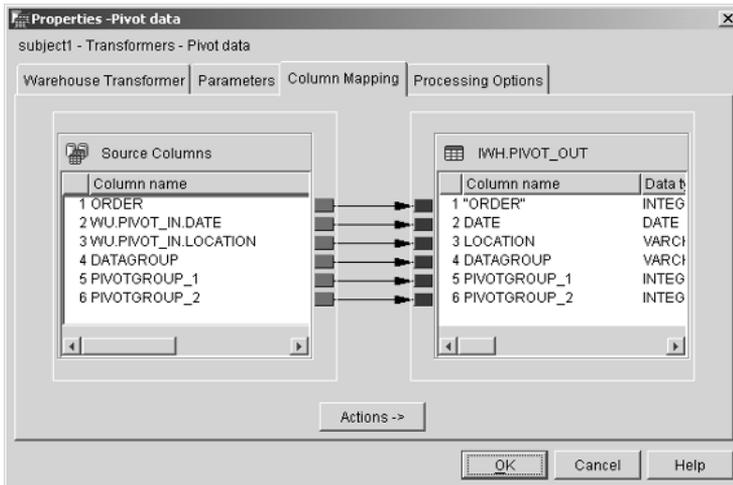 Properties -Pivot data
subject1 - Transformers - Pivot data
Warehouse Transformer Parameters Column Mapping Processing Options
Source Columns
Column name
1 ORDER
2 WU.PIVOT_IN.DATE
3 WU.PIVOT_IN.LOCATION
4 DATAGROUP
5 PIVOTGROUP_1
6 PIVOTGROUP_2
IWH.PIVOT_OUT
Column name Data ty
1 "ORDER" INTEG
2 DATE DATE
3 LOCATION VARCH
4 DATAGROUP VARCH
5 PIVOTGROUP_1 INTEG
6 PIVOTGROUP_2 INTEG
Actions ->
OK Cancel Help